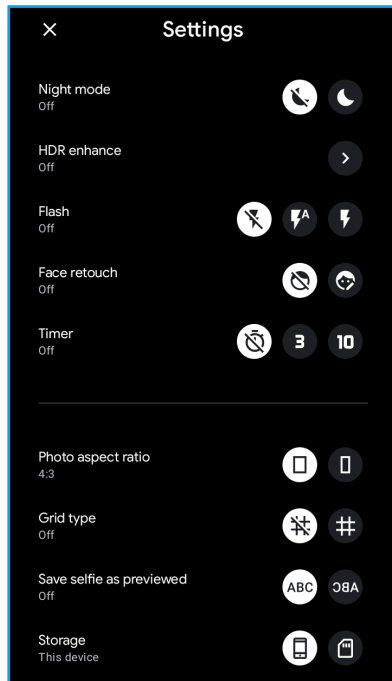 Settings
Night mode
Off
HDR enhance
Off
Flash
Off
A
Face retouch
Off
Timer
Off
3
10
Photo aspect ratio
4:3
Grid type
Off
Save selfie as previewed
Off
ABC
ABC
Storage
This device